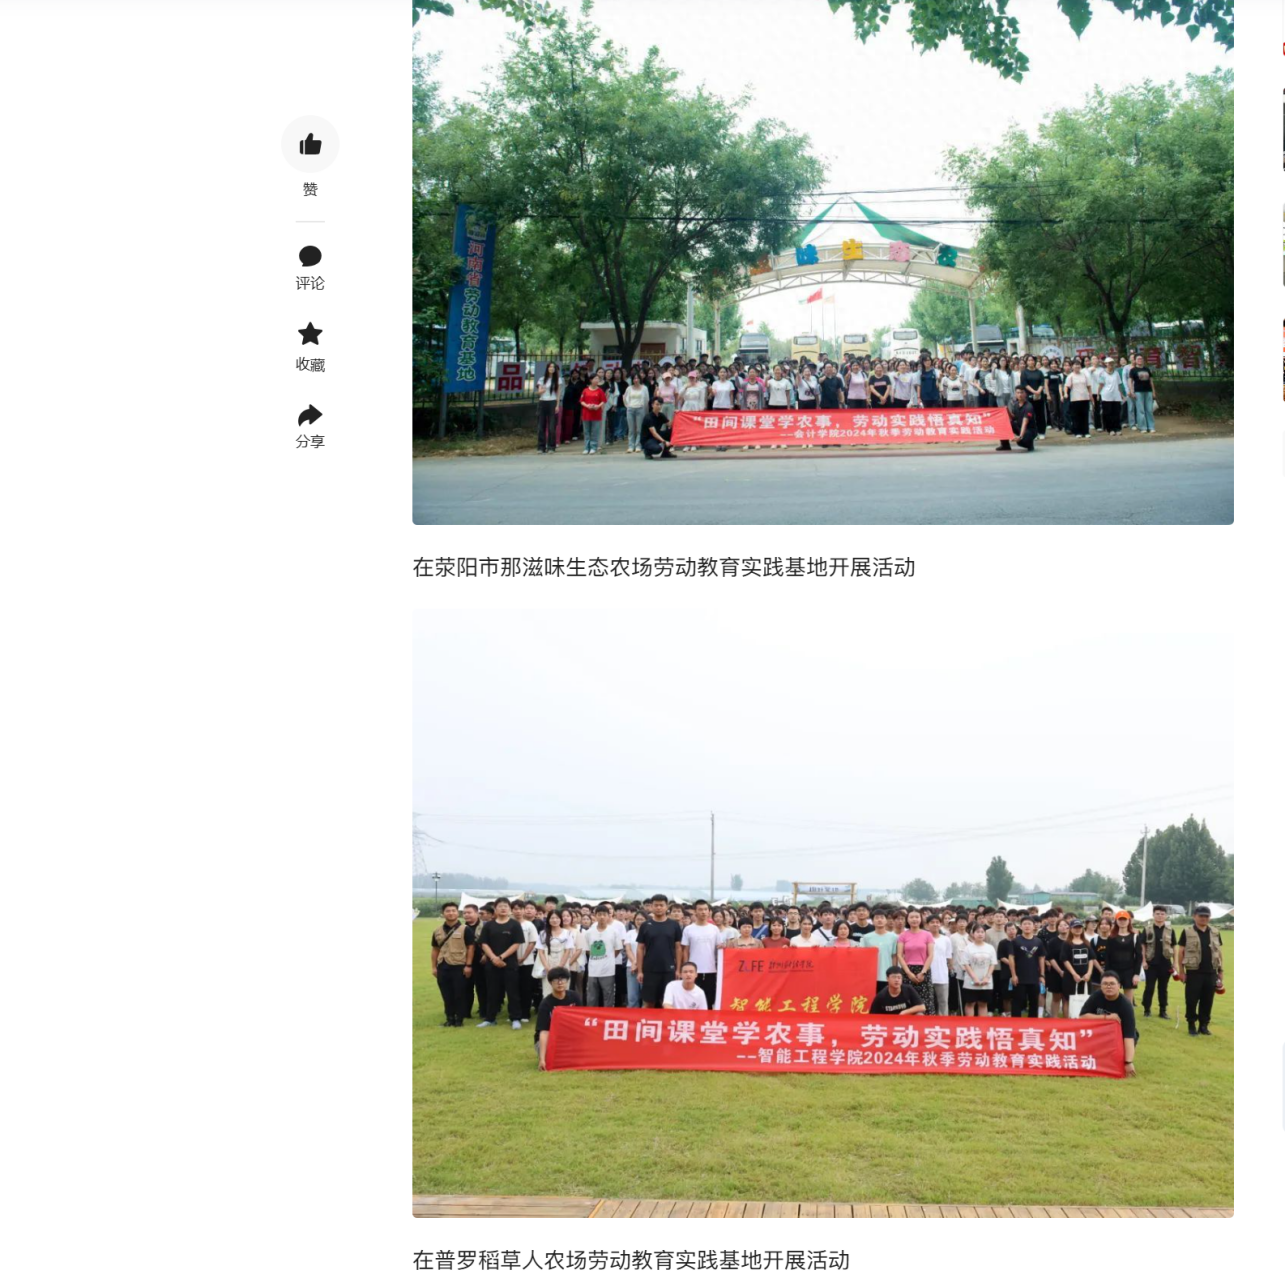 赞
评论
收藏
分享
河南省劳动教育基地
味生态农
品
“田间课堂学农事，劳动实践悟真知”
--会计学院2024年秋季劳动教育实践活动
在荥阳市那滋味生态农场劳动教育实践基地开展活动
智能工程学院
“田间课堂学农事，劳动实践悟真知”
--智能工程学院2024年秋季劳动教育实践活动
在普罗稻草人农场劳动教育实践基地开展活动